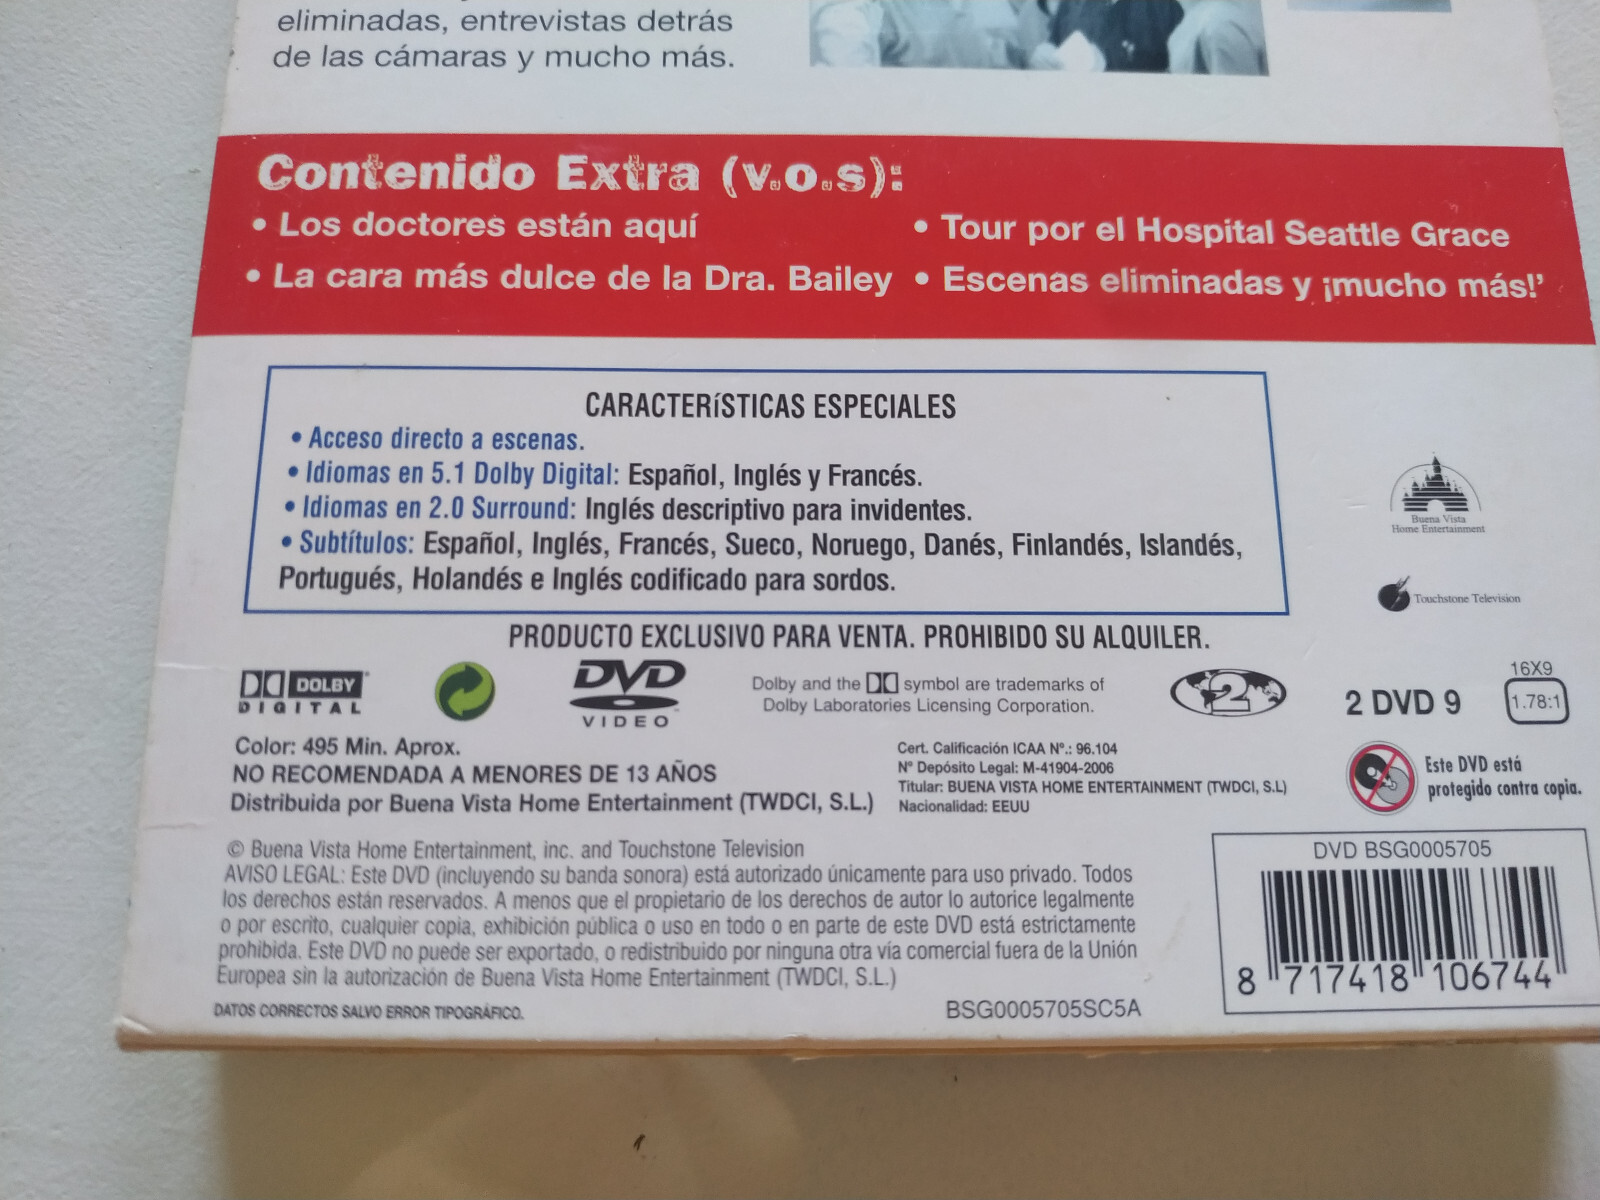 eliminadas, entrevistas detrás
de las cámaras y mucho más.
Contenido Extra (v.o.s):
• Los doctores están aquí
• La cara más dulce de la Dra. Bailey
• Tour por el Hospital Seattle Grace
• Escenas eliminadas y ¡mucho más!’
CARACTERíSTICAS ESPECIALES
• Acceso directo a escenas.
• Idiomas en 5.1 Dolby Digital: Español, Inglés y Francés.
• Idiomas en 2.0 Surround: Inglés descriptivo para invidentes.
• Subtítulos: Español, Inglés, Francés, Sueco, Noruego, Danés, Finlandés, Islandés,
Portugués, Holandés e Inglés codificado para sordos.
Buena Vista
Home Entertainment
Touchstone Television
PRODUCTO EXCLUSIVO PARA VENTA. PROHIBIDO SU ALQUILER.
DOLBY
DIGITAL
DVD
VIDEO
Dolby and the symbol are trademarks of
Dolby Laboratories Licensing Corporation.
2
2 DVD 9
16X9
1.78:1
Color: 495 Min. Aprox.
NO RECOMENDADA A MENORES DE 13 AÑOS
Distribuida por Buena Vista Home Entertainment (TWDCI, S.L.)
Cert. Calificación ICAA Nº.: 96.104
Nº Depósito Legal: M-41904-2006
Titular: BUENA VISTA HOME ENTERTAINMENT (TWDCI, S.L)
Nacionalidad: EEUU
Este DVD está
protegido contra copia.
© Buena Vista Home Entertainment, inc. and Touchstone Television
AVISO LEGAL: Este DVD (incluyendo su banda sonora) está autorizado únicamente para uso privado. Todos
los derechos están reservados. A menos que el propietario de los derechos de autor lo autorice legalmente
o por escrito, cualquier copia, exhibición pública o uso en todo o en parte de este DVD está estrictamente
prohibida. Este DVD no puede ser exportado, o redistribuido por ninguna otra vía comercial fuera de la Unión
Europea sin la autorización de Buena Vista Home Entertainment (TWDCI, S.L.)
DATOS CORRECTOS SALVO ERROR TIPOGRÁFICO.
BSG0005705SC5A
DVD BSG0005705
8 717418 106744